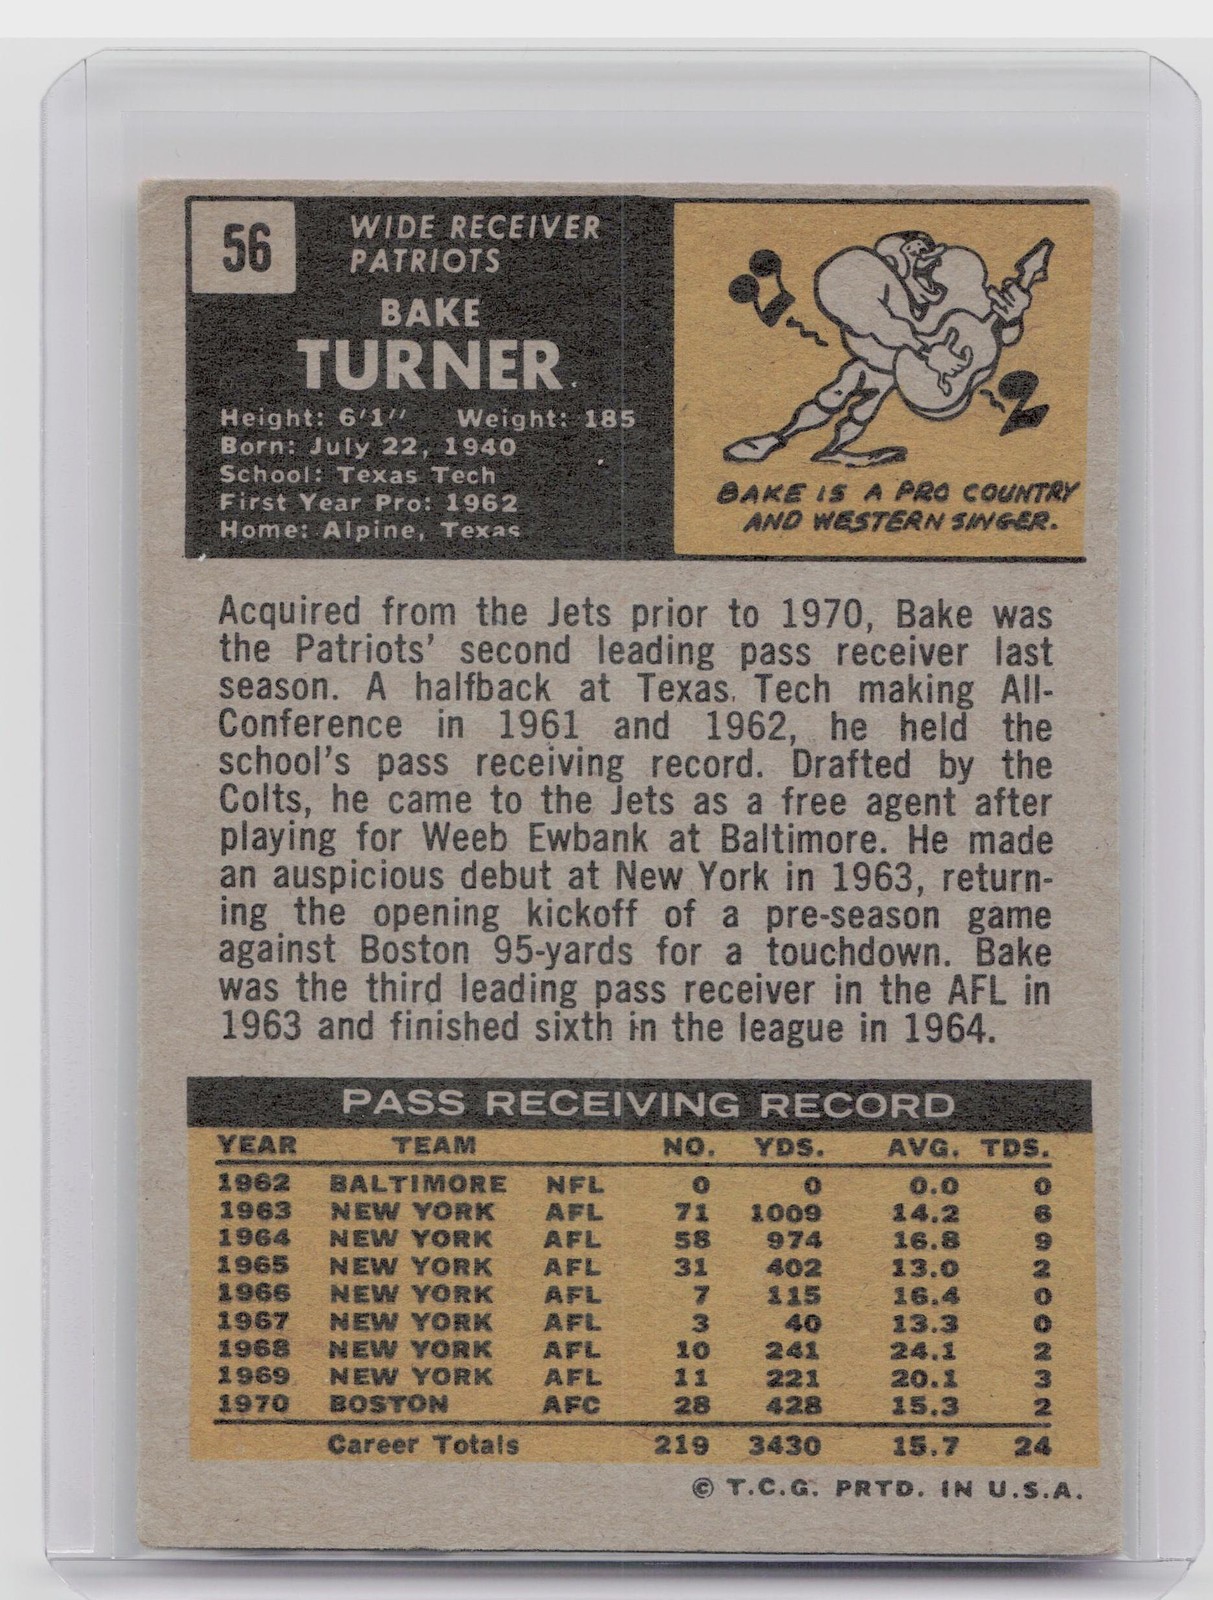 56
WIDE RECEIVER
PATRIOTS
BAKE
TURNER
Height: 6'1" Weight: 185
Born: July 22, 1940
School: Texas Tech
First Year Pro: 1962
Home: Alpine, Texas
BAKE IS A PRO COUNTRY
AND WESTERN SINGER.
Acquired from the Jets prior to 1970, Bake was
the Patriots' second leading pass receiver last
season. A halfback at Texas Tech making All-
Conference in 1961 and 1962, he held the
school's pass receiving record. Drafted by the
Colts, he came to the Jets as a free agent after
playing for Weeb Ewbank at Baltimore. He made
an auspicious debut at New York in 1963, return-
ing the opening kickoff of a pre-season game
against Boston 95-yards for a touchdown. Bake
was the third leading pass receiver in the AFL in
1963 and finished sixth in the league in 1964.
PASS RECEIVING RECORD
YEAR TEAM NO. YDS. AVG. TDS.
1962 BALTIMORE NFL 0 0 0.0 0
1963 NEW YORK AFL 71 1009 14.2 6
1964 NEW YORK AFL 58 974 16.8 9
1965 NEW YORK AFL 31 402 13.0 2
1966 NEW YORK AFL 7 115 16.4 0
1967 NEW YORK AFL 3 40 13.3 0
1968 NEW YORK AFL 10 241 24.1 2
1969 NEW YORK AFL 11 221 20.1 3
1970 BOSTON AFC 28 428 15.3 2
Career Totals 219 3430 15.7 24
© T.C.G. PRTD. IN U.S.A.